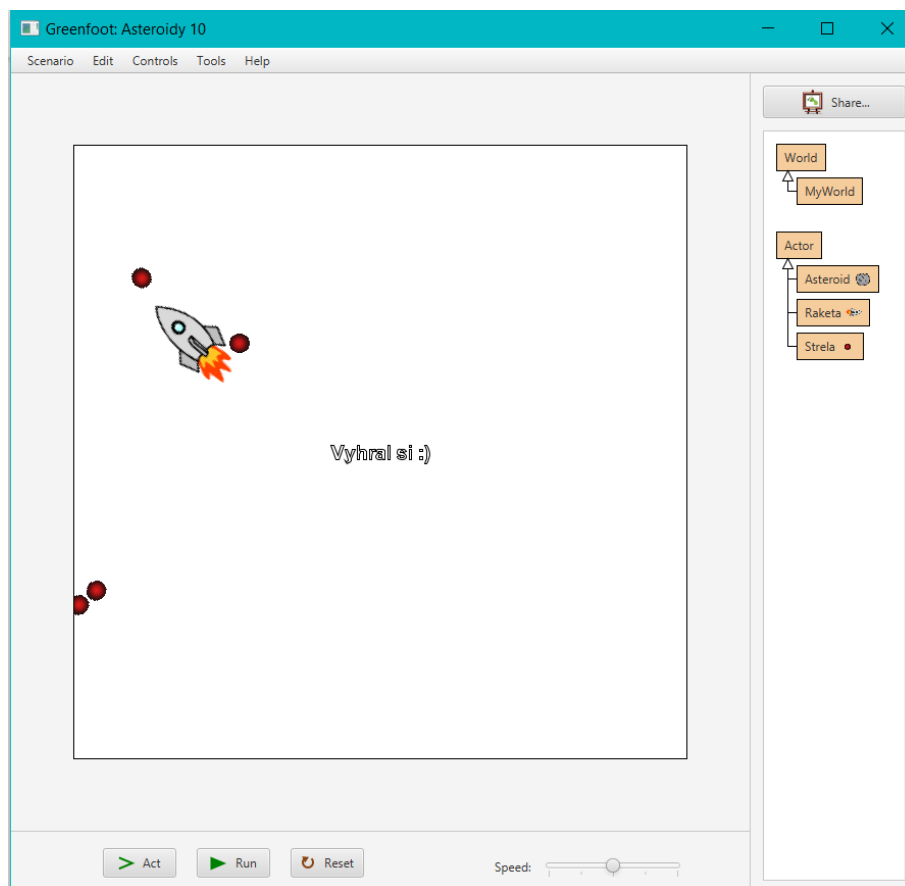 Greenfoot: Asteroidy 10
Scenario Edit Controls Tools Help
Share...
World
MyWorld
Actor
Asteroid
Raketa
Strela
Vyhral si :)
Act Run Reset Speed: